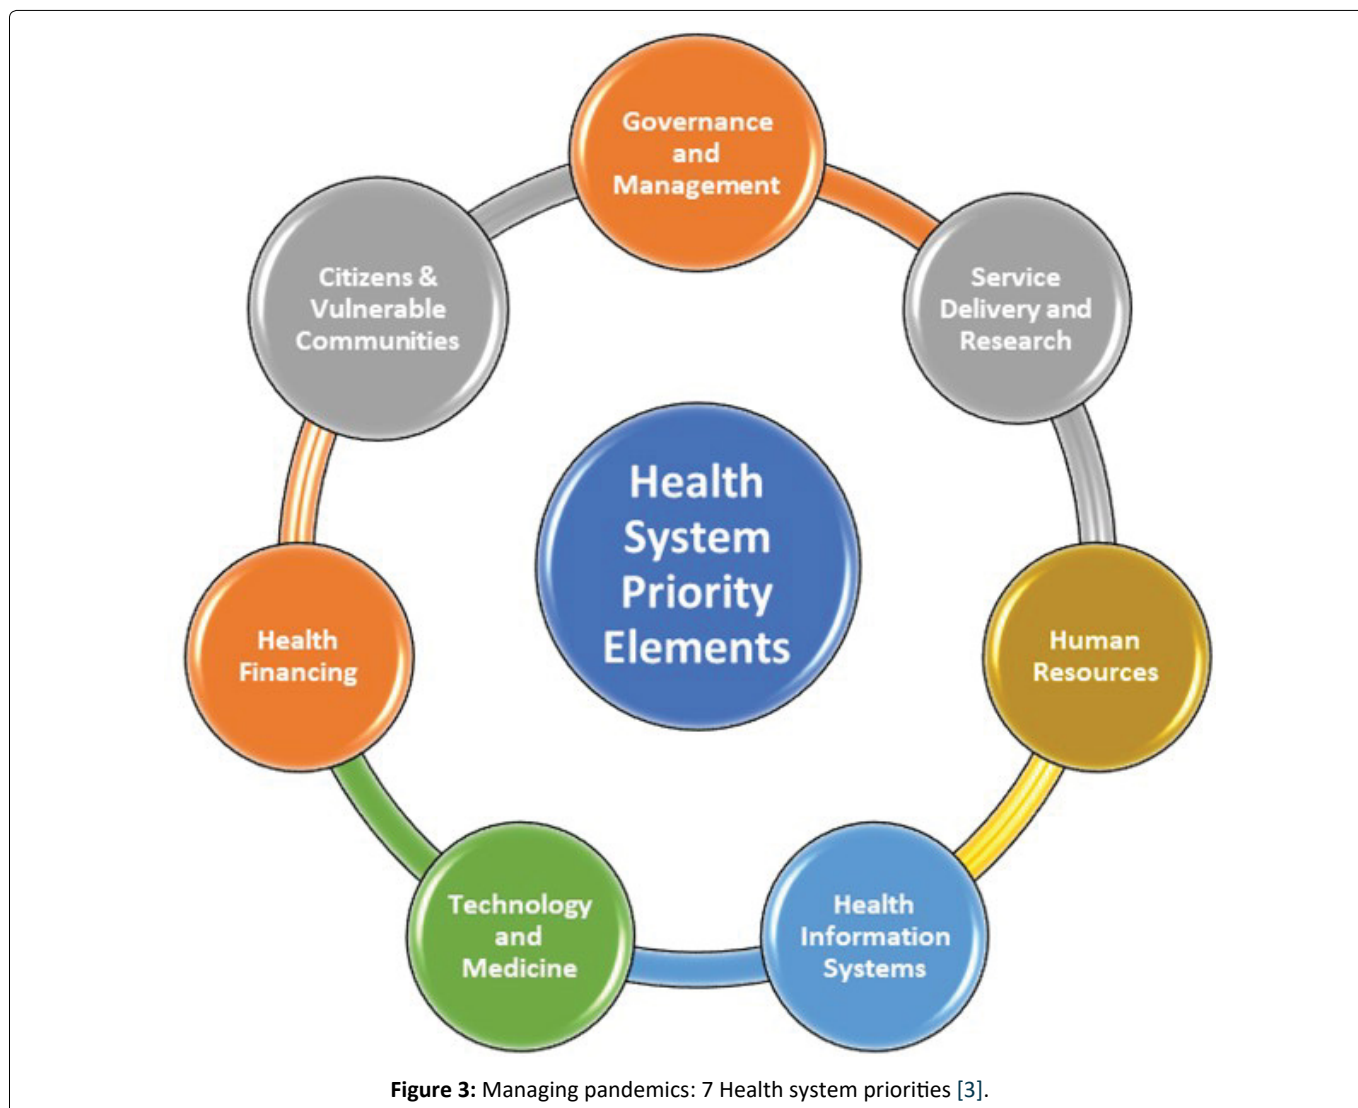 Governance
and
Management
Citizens &
Vulnerable
Communities
Service
Delivery and
Research
Health
System
Priority
Elements
Health
Financing
Human
Resources
Technology
and
Medicine
Health
Information
Systems
Figure 3: Managing pandemics: 7 Health system priorities [3].